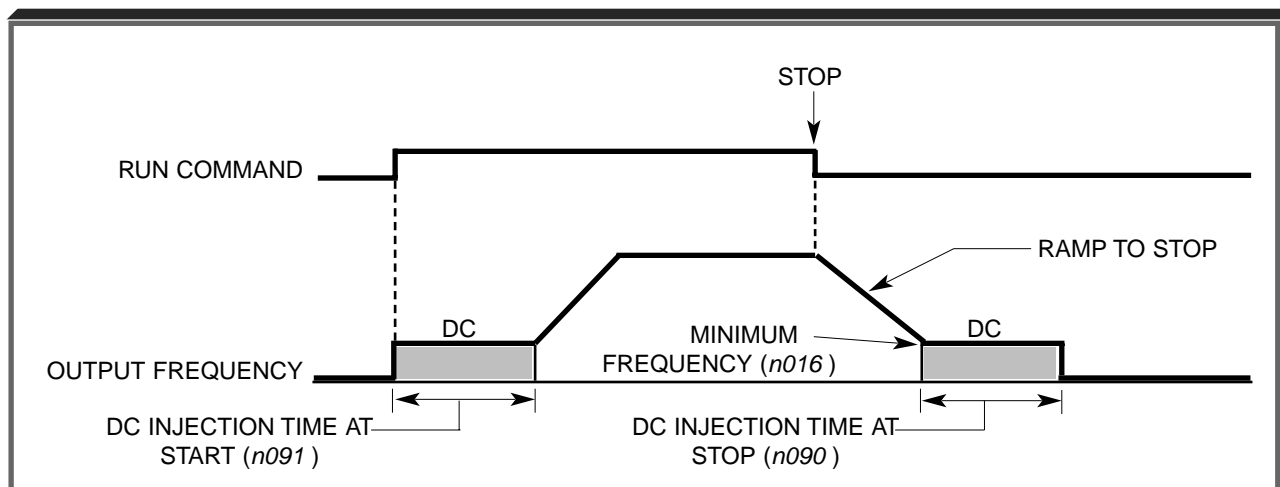 STOP
RUN COMMAND
RAMP TO STOP
DC
MINIMUM
FREQUENCY (n016 )
DC
OUTPUT FREQUENCY
DC INJECTION TIME AT
START (n091 )
DC INJECTION TIME AT
STOP (n090 )